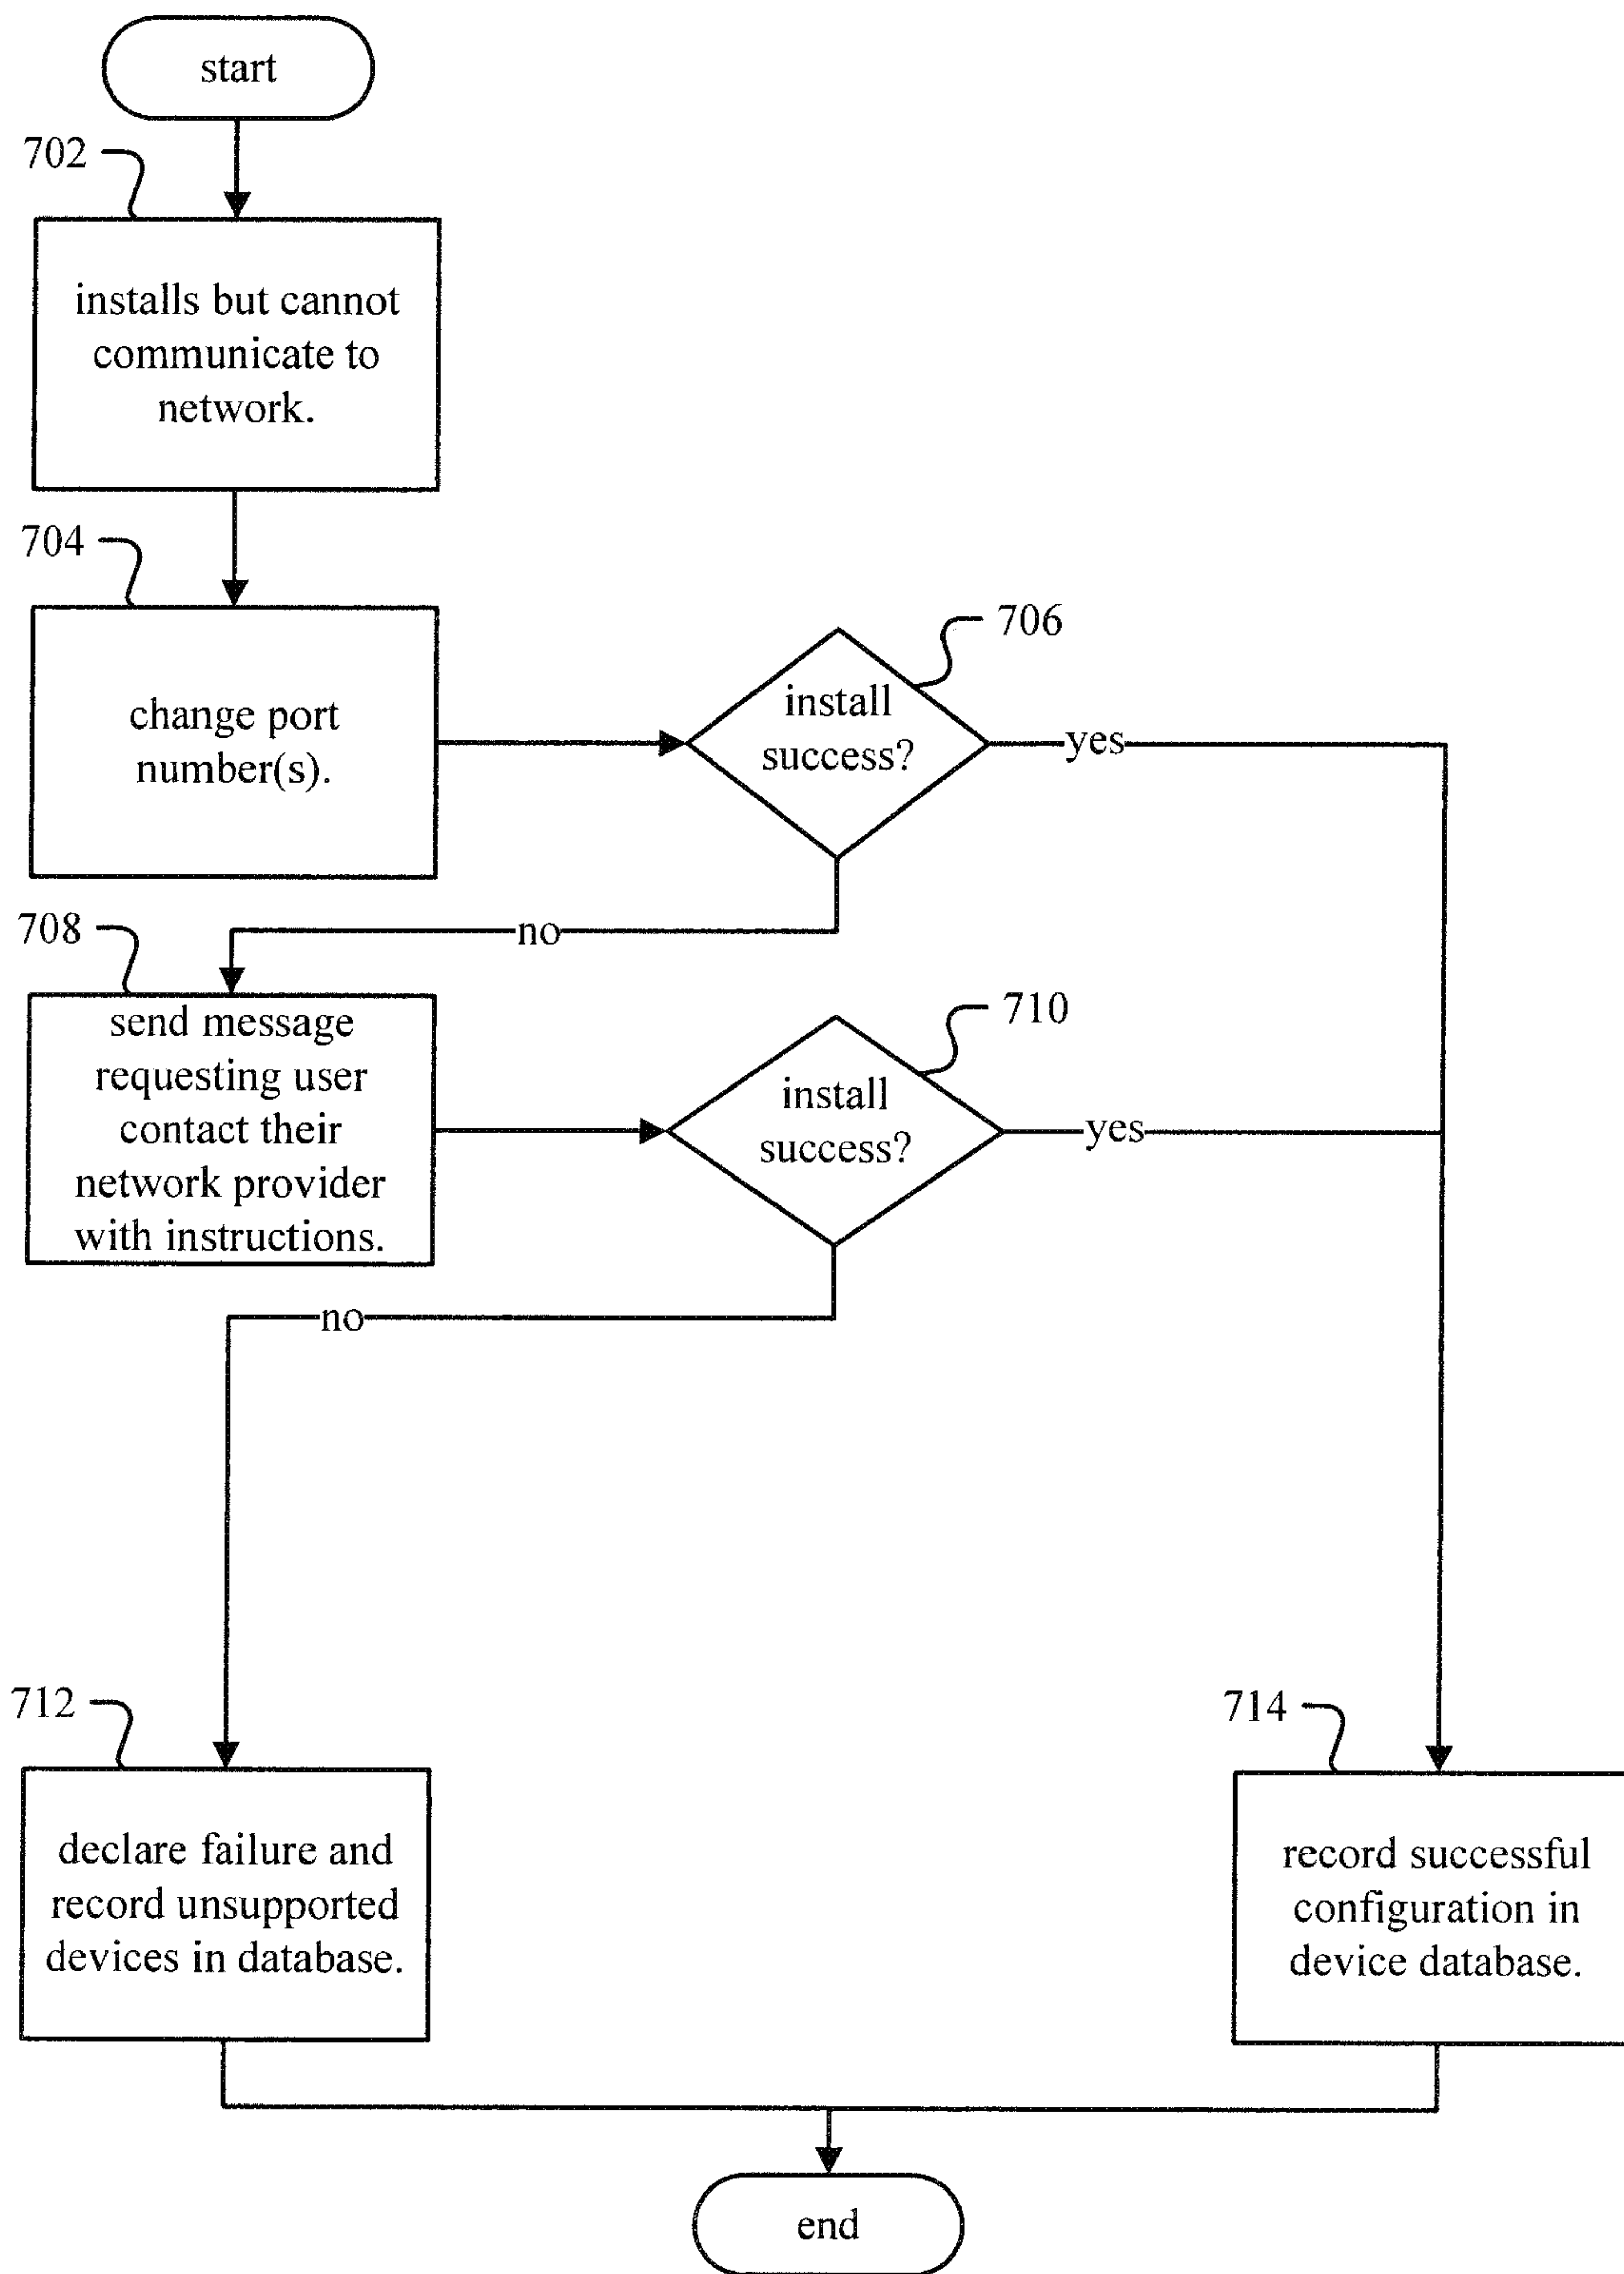 start
702
installs but cannot
communicate to
network.
704
change port
number(s).
706
install
success?
yes
no
708
send message
requesting user
contact their
network provider
with instructions.
710
install
success?
yes
no
712
declare failure and
record unsupported
devices in database.
714
record successful
configuration in
device database.
end